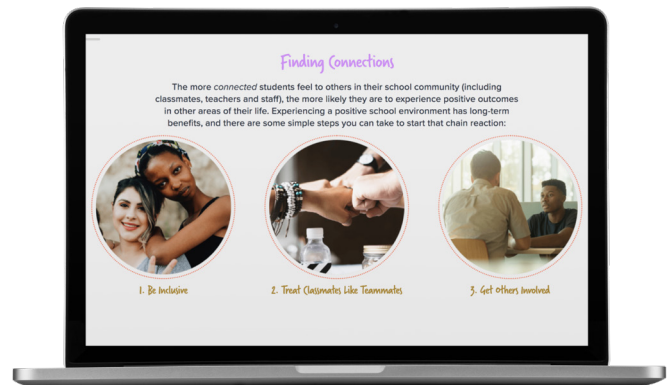 Finding Connections
The more connected students feel to others in their school community (including
classmates, teachers and staff), the more likely they are to experience positive outcomes
in other areas of their life. Experiencing a positive school environment has long-term
benefits, and there are some simple steps you can take to start that chain reaction:
1. Be Inclusive
2. Treat Classmates Like Teammates
3. Get Others Involved